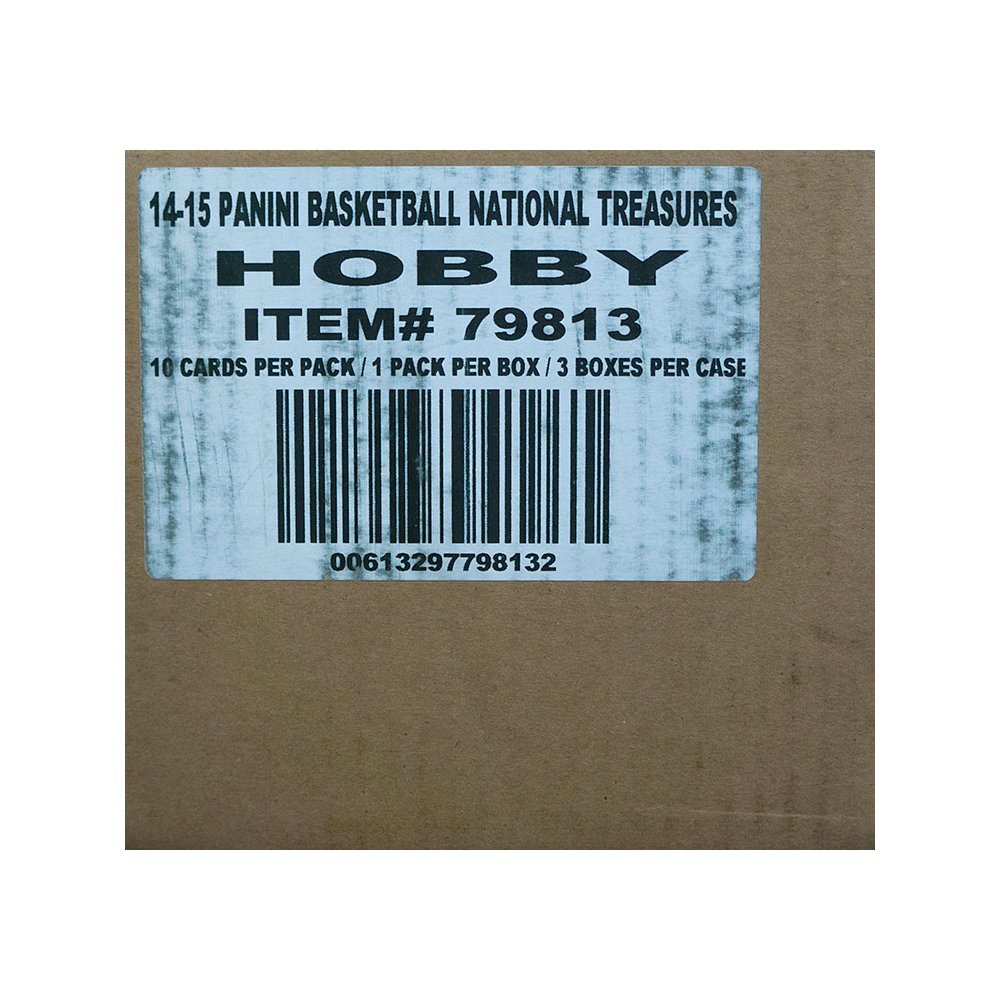 14-15 PANINI BASKETBALL NATIONAL TREASURES
HOBBY
ITEM# 79813
10 CARDS PER PACK / 1 PACK PER BOX / 3 BOXES PER CASE
00613297798132